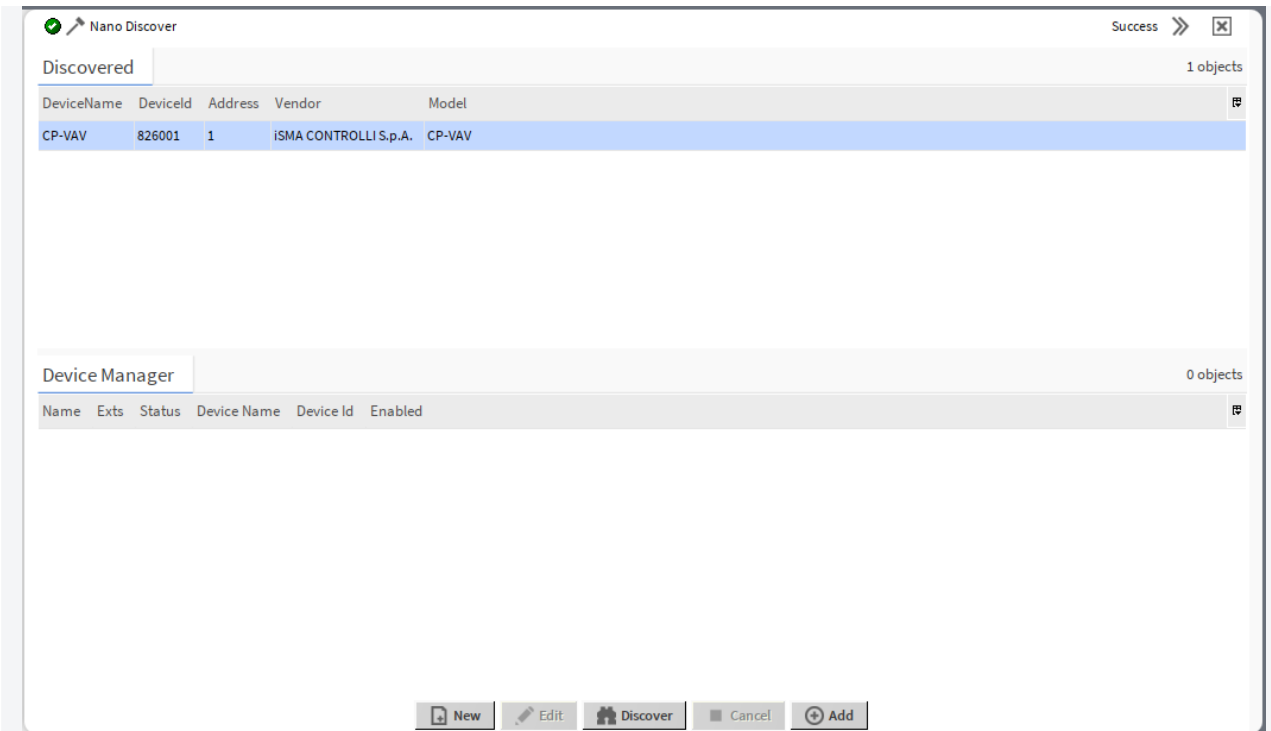 Nano Discover Success
Discovered 1 objects
DeviceName DeviceId Address Vendor Model
CP-VAV 826001 1 iSMA CONTROLLI S.p.A. CP-VAV
Device Manager 0 objects
Name Exts Status Device Name Device Id Enabled
New Edit Discover Cancel Add